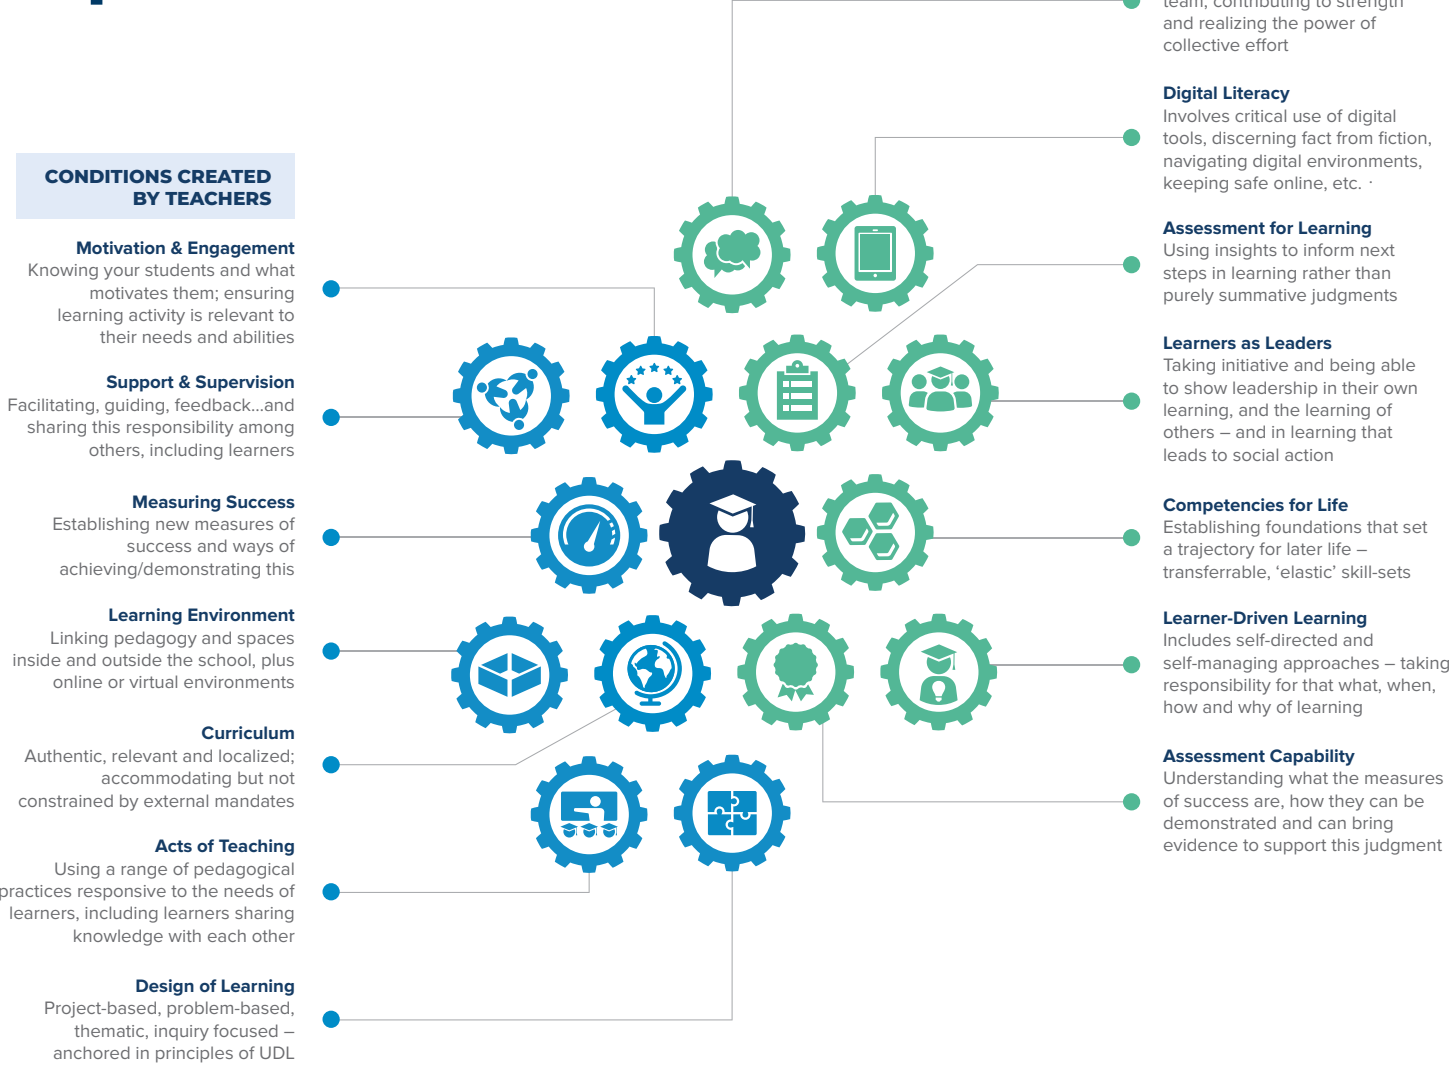 CONDITIONS CREATED
BY TEACHERS
Motivation & Engagement
Knowing your students and what
motivates them; ensuring
learning activity is relevant to
their needs and abilities
Support & Supervision
Facilitating, guiding, feedback...and
sharing this responsibility among
others, including learners
Measuring Success
Establishing new measures of
success and ways of
achieving/demonstrating this
Learning Environment
Linking pedagogy and spaces
inside and outside the school, plus
online or virtual environments
Curriculum
Authentic, relevant and localized;
accommodating but not
constrained by external mandates
Acts of Teaching
Using a range of pedagogical
practices responsive to the needs of
learners, including learners sharing
knowledge with each other
Design of Learning
Project-based, problem-based,
thematic, inquiry focused –
anchored in principles of UDL
team, contributing to strength
and realizing the power of
collective effort
Digital Literacy
Involves critical use of digital
tools, discerning fact from fiction,
navigating digital environments,
keeping safe online, etc. ·
Assessment for Learning
Using insights to inform next
steps in learning rather than
purely summative judgments
Learners as Leaders
Taking initiative and being able
to show leadership in their own
learning, and the learning of
others – and in learning that
leads to social action
Competencies for Life
Establishing foundations that set
a trajectory for later life –
transferrable, ‘elastic’ skill-sets
Learner-Driven Learning
Includes self-directed and
self-managing approaches – taking
responsibility for that what, when,
how and why of learning
Assessment Capability
Understanding what the measures
of success are, how they can be
demonstrated and can bring
evidence to support this judgment